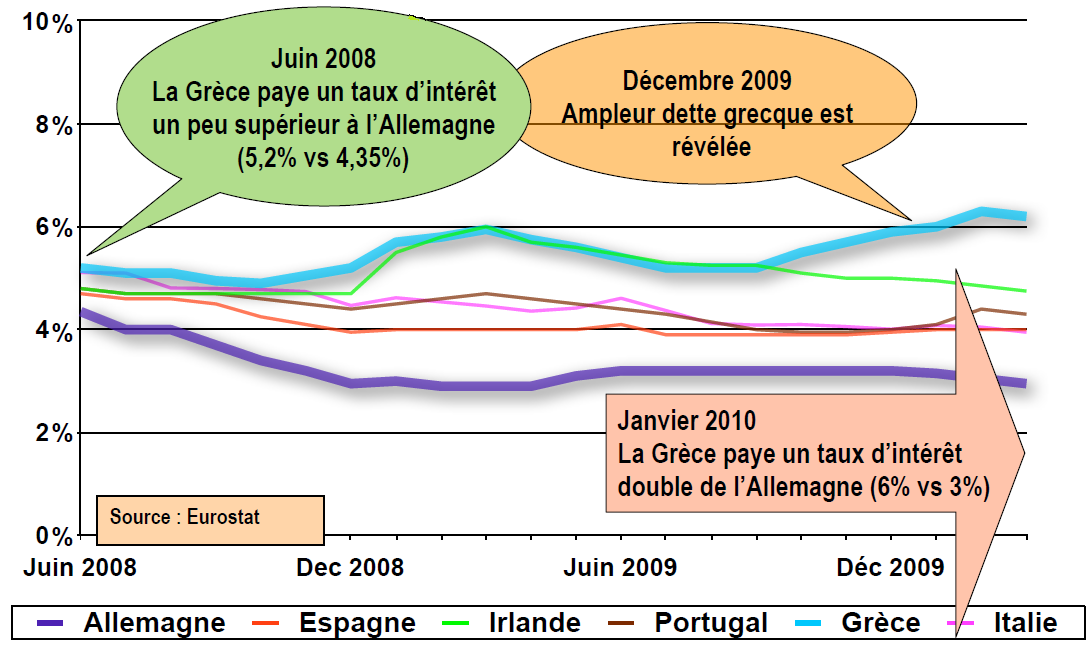 10%
8%
6%
4%
2%
0%
Juin 2008
La Grèce paye un taux d’intérêt
un peu supérieur à l’Allemagne
(5,2% vs 4,35%)
Décembre 2009
Ampleur dette grecque est
révélée
Janvier 2010
La Grèce paye un taux d’intérêt
double de l’Allemagne (6% vs 3%)
Source : Eurostat
Juin 2008 Dec 2008 Juin 2009 Déc 2009
Allemagne Espagne Irlande Portugal Grèce Italie